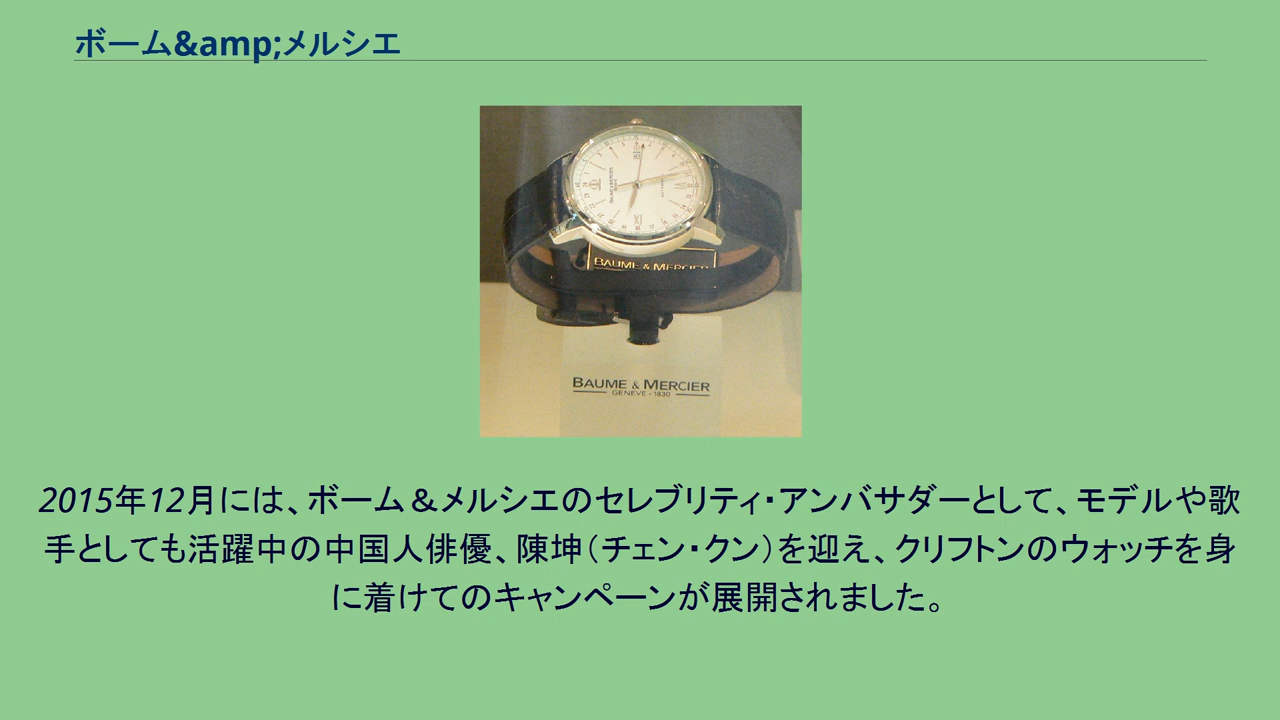 ボーム&amp;メルシエ
BAUME & MERCIER
BAUME & MERCIER
GENEVE - 1830
2015年12月には、ボーム＆メルシエのセレブリティ・アンバサダーとして、モデルや歌
手としても活躍中の中国人俳優、陳坤（チェン・クン）を迎え、クリフトンのウォッチを身
に着けてのキャンペーンが展開されました。